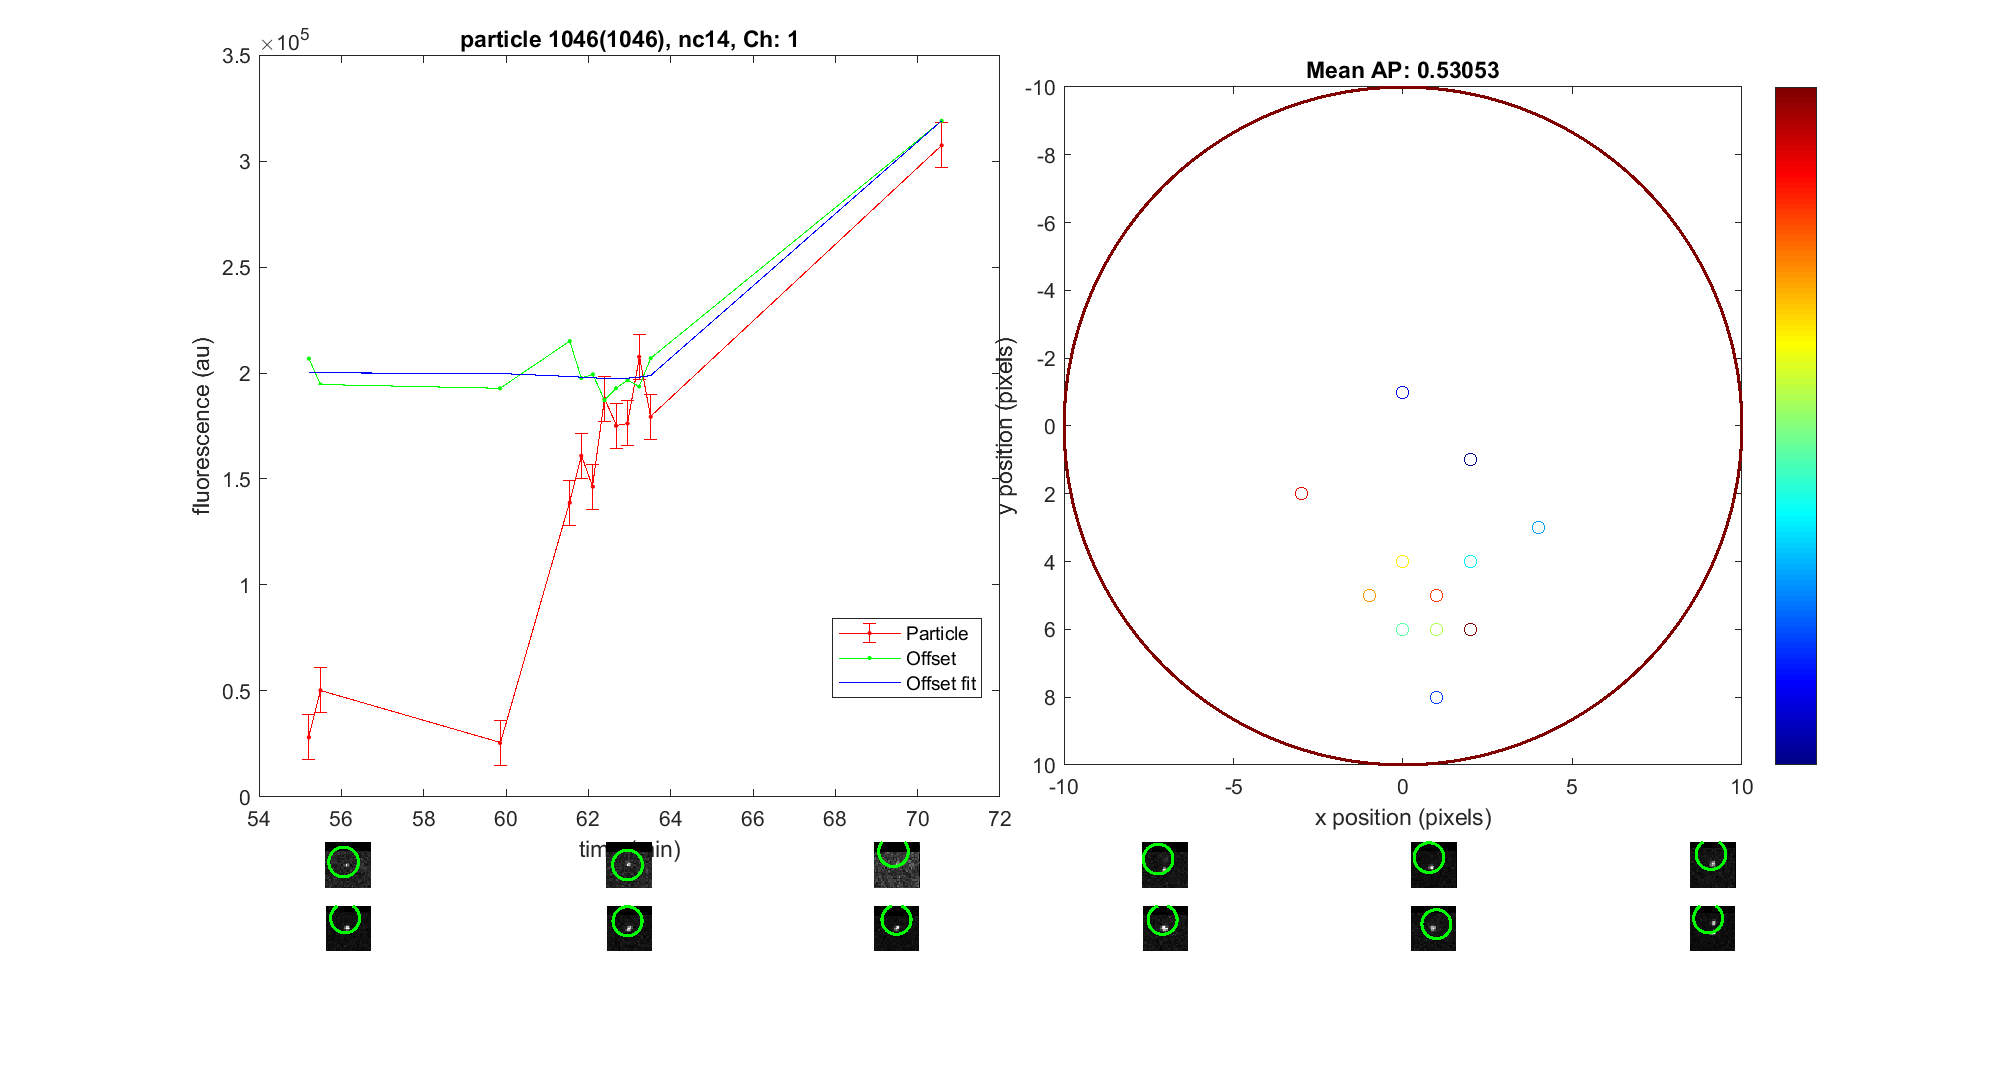 particle 1046(1046), nc14, Ch: 1
×10^5
3.5
3
2.5
2
1.5
1
0.5
0
54 56 58 60 62 64 66 68 70 72
fluorescence (au)
Particle
Offset
Offset fit
Mean AP: 0.53053
-10
-8
-6
-4
-2
0
2
4
6
8
10
-10 -5 0 5 10
y position (pixels)
x position (pixels)